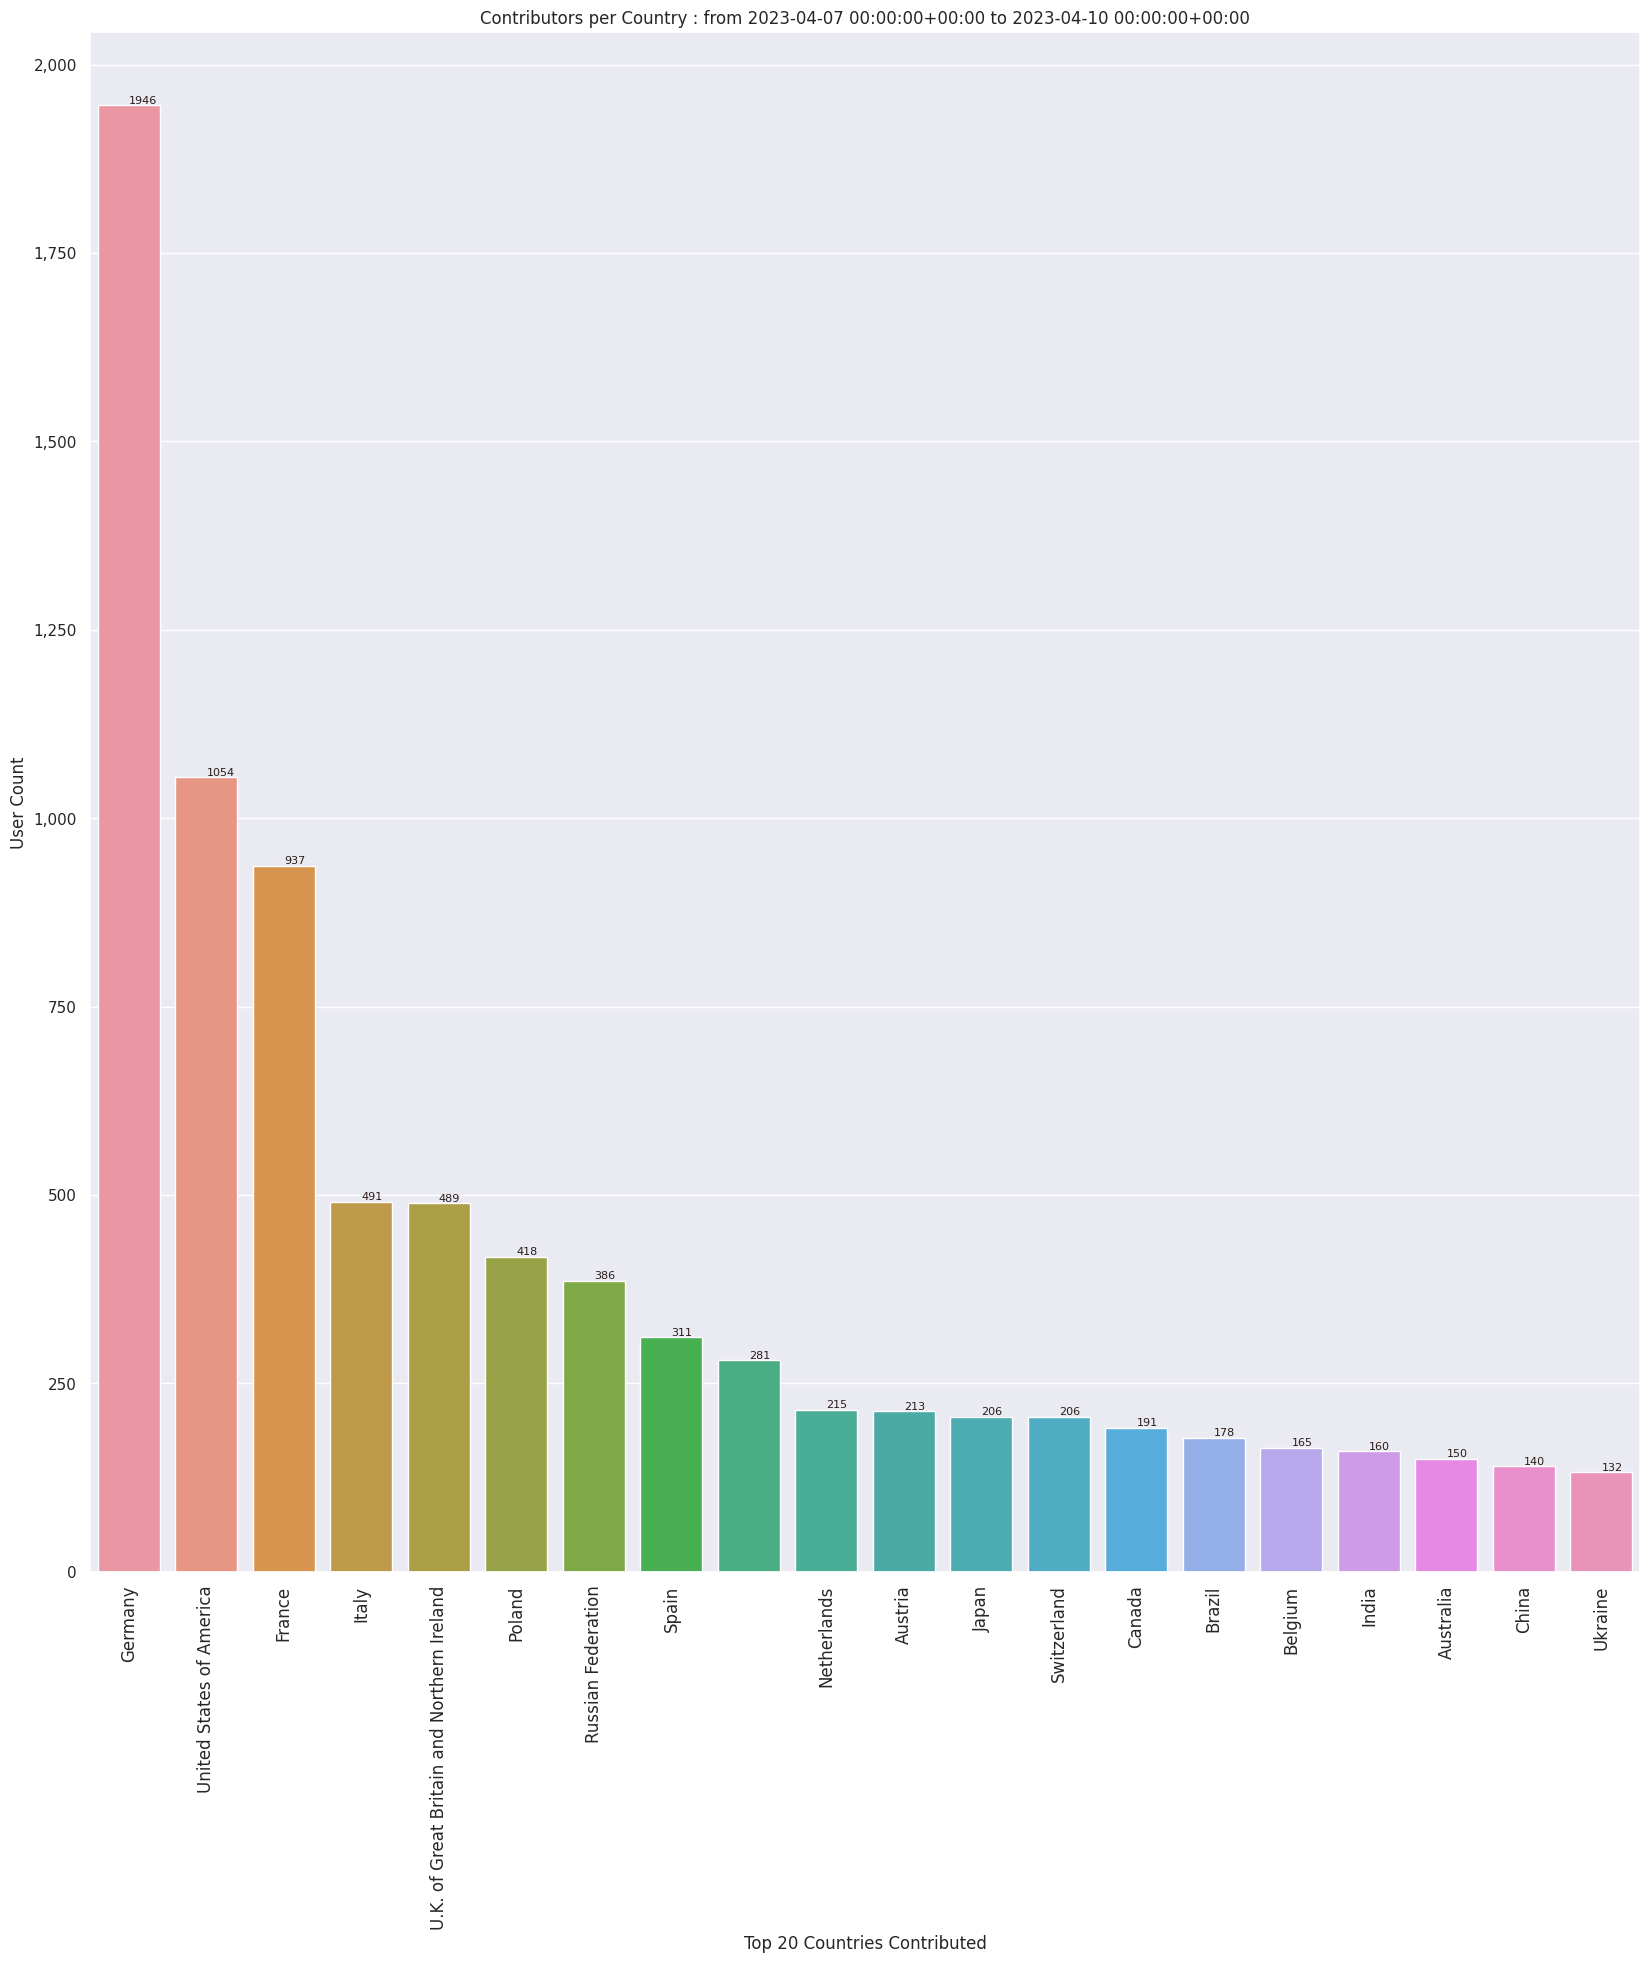 Contributors per Country : from 2023-04-07 00:00:00+00:00 to 2023-04-10 00:00:00+00:00
2,000
1,750
1,500
1,250
1,000
750
500
250
0
User Count
1946
1054
937
491
489
418
386
311
281
215
213
206
206
191
178
165
160
150
140
132
Germany
United States of America
France
Italy
U.K. of Great Britain and Northern Ireland
Poland
Russian Federation
Spain
Netherlands
Austria
Japan
Switzerland
Canada
Brazil
Belgium
India
Australia
China
Ukraine
Top 20 Countries Contributed